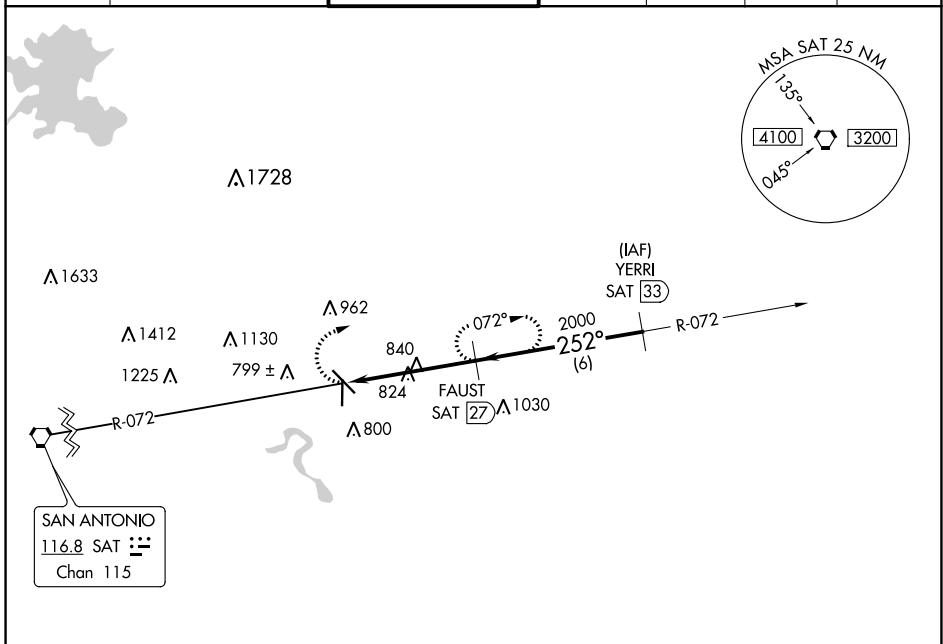 MSA SAT 25 NM
135°
4100
3200
045°
1728
1633
(IAF)
YERRI
SAT 33
962
072°
2000
252°
(6)
R-072
1412
1130
840
1225
799 ±
824
FAUST
SAT 27
1030
R-072
800
SAN ANTONIO
116.8 SAT
Chan 115